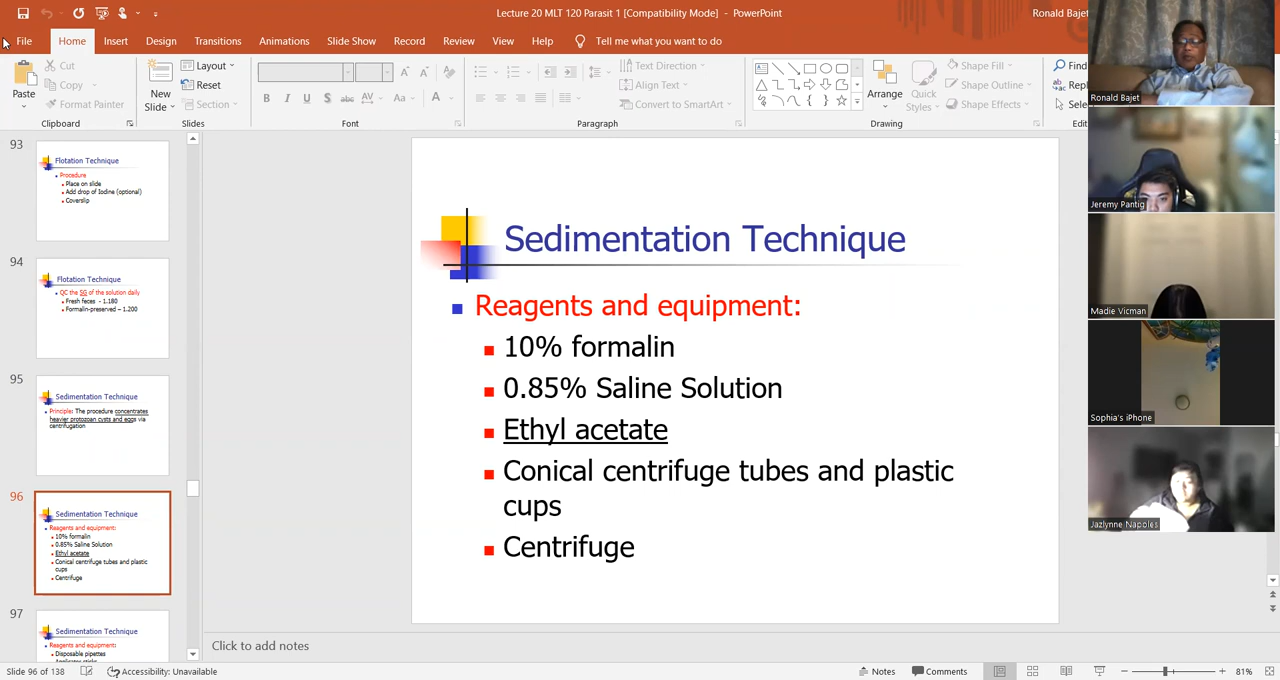 Lecture 20 MLT 120 Parasit 1 [Compatibility Mode] - PowerPoint
Ronald Bajet
File Home Insert Design Slide Show Transitions Animations Slide Show Record Review View Help Tell me what you want to do
Paste
Cut
Copy
Format Painter
Clipboard
New
Slide
Layout
Reset
Section
Slides
B I U S abc AV Aa A
Font
Text Direction
Align Text
Convert to SmartArt
Paragraph
Arrange
Quick
Styles
Shape Fill
Shape Outline
Shape Effects
Drawing
Find
93
Flotation Technique
Procedure
Place on slide
Add drop of Iodine (optional)
Coverslip
94
Flotation Technique
QC the SG of the solution daily
Fresh feces - 1.180
Formalin-preserved – 1.200
95
Sedimentation Technique
Principle: The procedure concentrates
heavier protozoan cysts and eggs via
centrifugation
96
Sedimentation Technique
Reagents and equipment:
10% formalin
0.85% Saline Solution
Ethyl acetate
Conical centrifuge tubes and plastic
cups
Centrifuge
97
Sedimentation Technique
Reagents and equipment:
Disposable pipettes
Sedimentation Technique
Reagents and equipment:
10% formalin
0.85% Saline Solution
Ethyl acetate
Conical centrifuge tubes and plastic
cups
Centrifuge
Click to add notes
Ronald Bajet
Jeremy Pantig
Madie Vicman
Sophia's iPhone
Jazlynne Napoles
Slide 96 of 138
Accessibility: Unavailable
Notes
Comments
81%